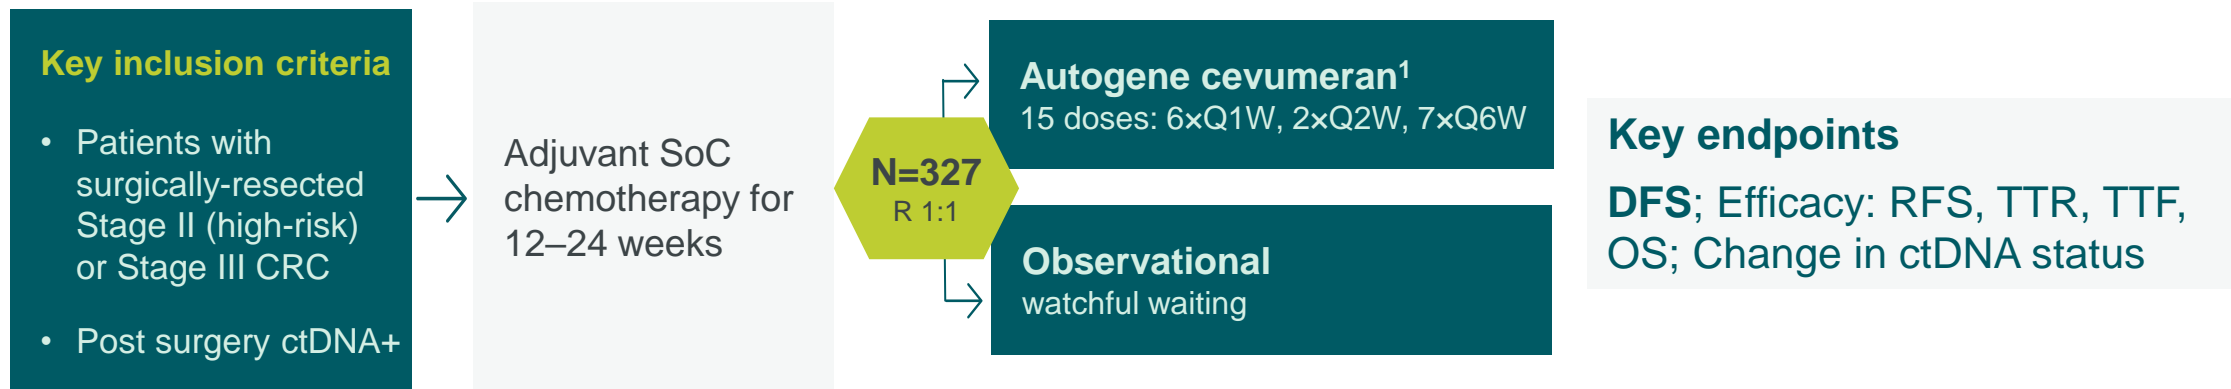 Key inclusion criteria
• Patients with
surgically-resected
Stage II (high-risk)
or Stage III CRC
• Post surgery ctDNA+
Adjuvant SoC
chemotherapy for
12–24 weeks
N=327
R 1:1
Autogene cevumeran¹
15 doses: 6×Q1W, 2×Q2W, 7×Q6W
Observational
watchful waiting
Key endpoints
DFS; Efficacy: RFS, TTR, TTF,
OS; Change in ctDNA status